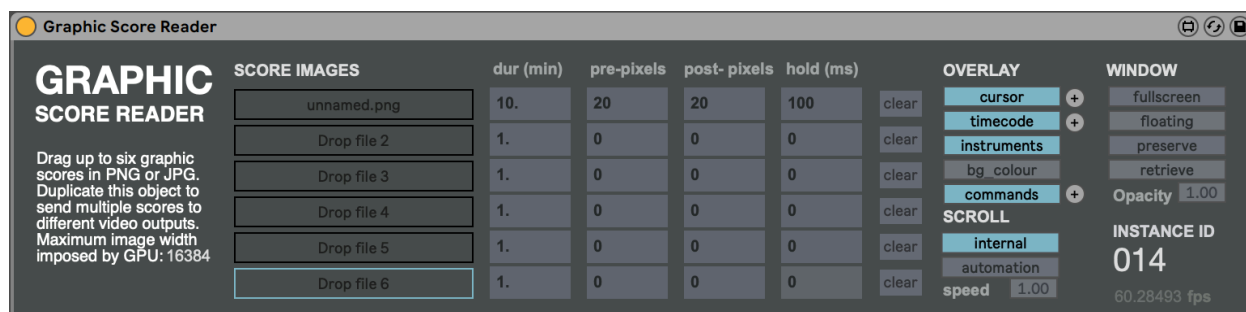 Graphic Score Reader
GRAPHIC
SCORE READER
Drag up to six graphic
scores in PNG or JPG.
Duplicate this object to
send multiple scores to
different video outputs.
Maximum image width
imposed by GPU: 16384
SCORE IMAGES dur (min) pre-pixels post- pixels hold (ms)
unnamed.png 10. 20 20 100 clear
Drop file 2 1. 0 0 0 clear
Drop file 3 1. 0 0 0 clear
Drop file 4 1. 0 0 0 clear
Drop file 5 1. 0 0 0 clear
Drop file 6 1. 0 0 0 clear
OVERLAY
cursor +
timecode +
instruments
bg_colour
commands +
SCROLL
internal
automation
speed 1.00
WINDOW
fullscreen
floating
preserve
retrieve
Opacity 1.00
INSTANCE ID
014
60.28493 fps